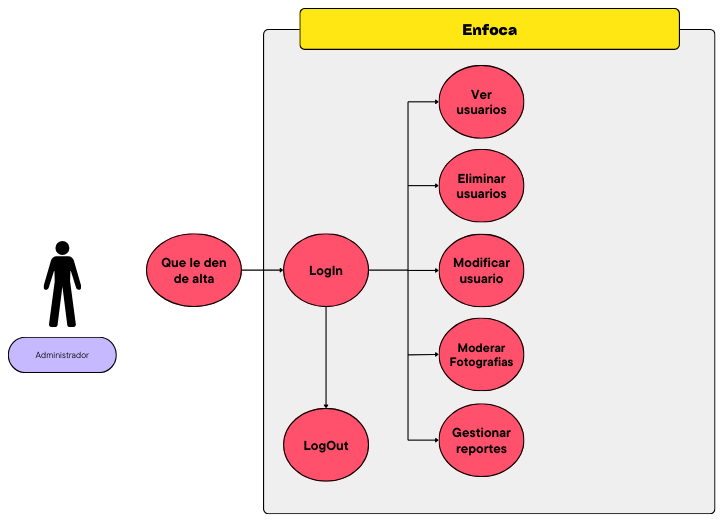 Enfoca
Ver
usuarios
Eliminar
usuarios
Que le den
de alta
LogIn
Modificar
usuario
Administrador
Moderar
Fotografias
LogOut
Gestionar
reportes